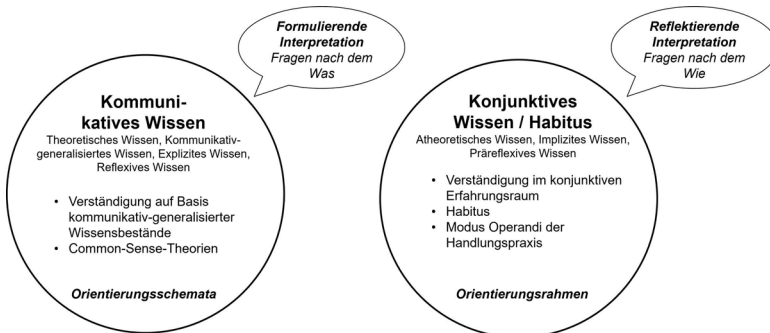 Formulierende
Interpretation
Fragen nach dem
Was
Kommuni-
katives Wissen
Theoretisches Wissen, Kommunikativ-
generalisiertes Wissen, Explizites Wissen,
Reflexives Wissen
• Verständigung auf Basis
kommunikativ-generalisierter
Wissensbestände
• Common-Sense-Theorien
Orientierungsschemata
Reflektierende
Interpretation
Fragen nach dem
Wie
Konjunktives
Wissen / Habitus
Atheoretisches Wissen, Implizites Wissen,
Präreflexives Wissen
• Verständigung im konjunktiven
Erfahrungsraum
• Habitus
• Modus Operandi der
Handlungspraxis
Orientierungsrahmen